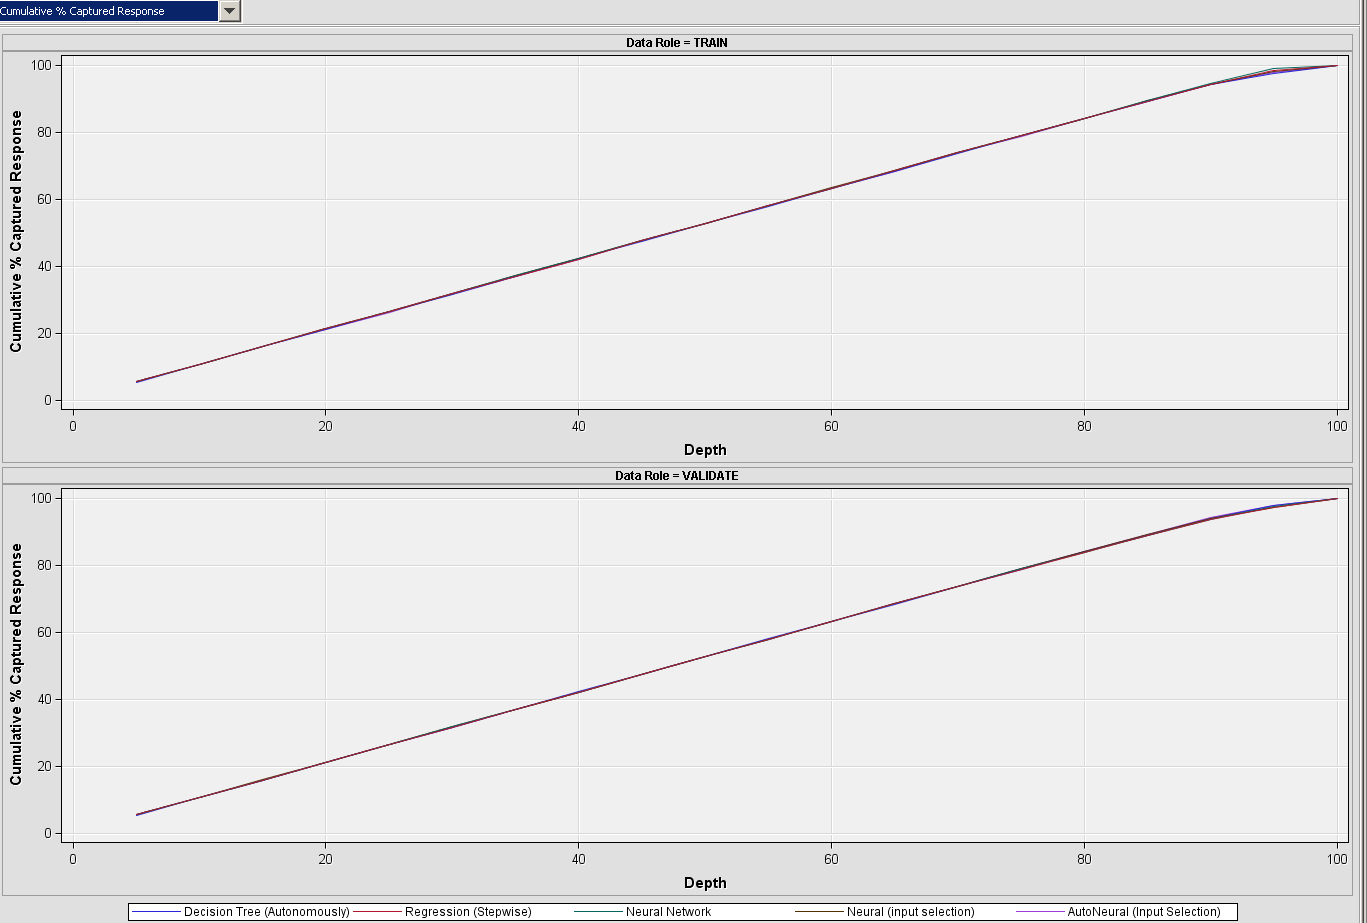 Cumulative % Captured Response
Data Role = TRAIN
Cumulative % Captured Response
100
80
60
40
20
0
0 20 40 60 80 100
Depth
Data Role = VALIDATE
Cumulative % Captured Response
100
80
60
40
20
0
0 20 40 60 80 100
Depth
Decision Tree (Autonomously) Regression (Stepwise) Neural Network Neural (input selection) AutoNeural (Input Selection)